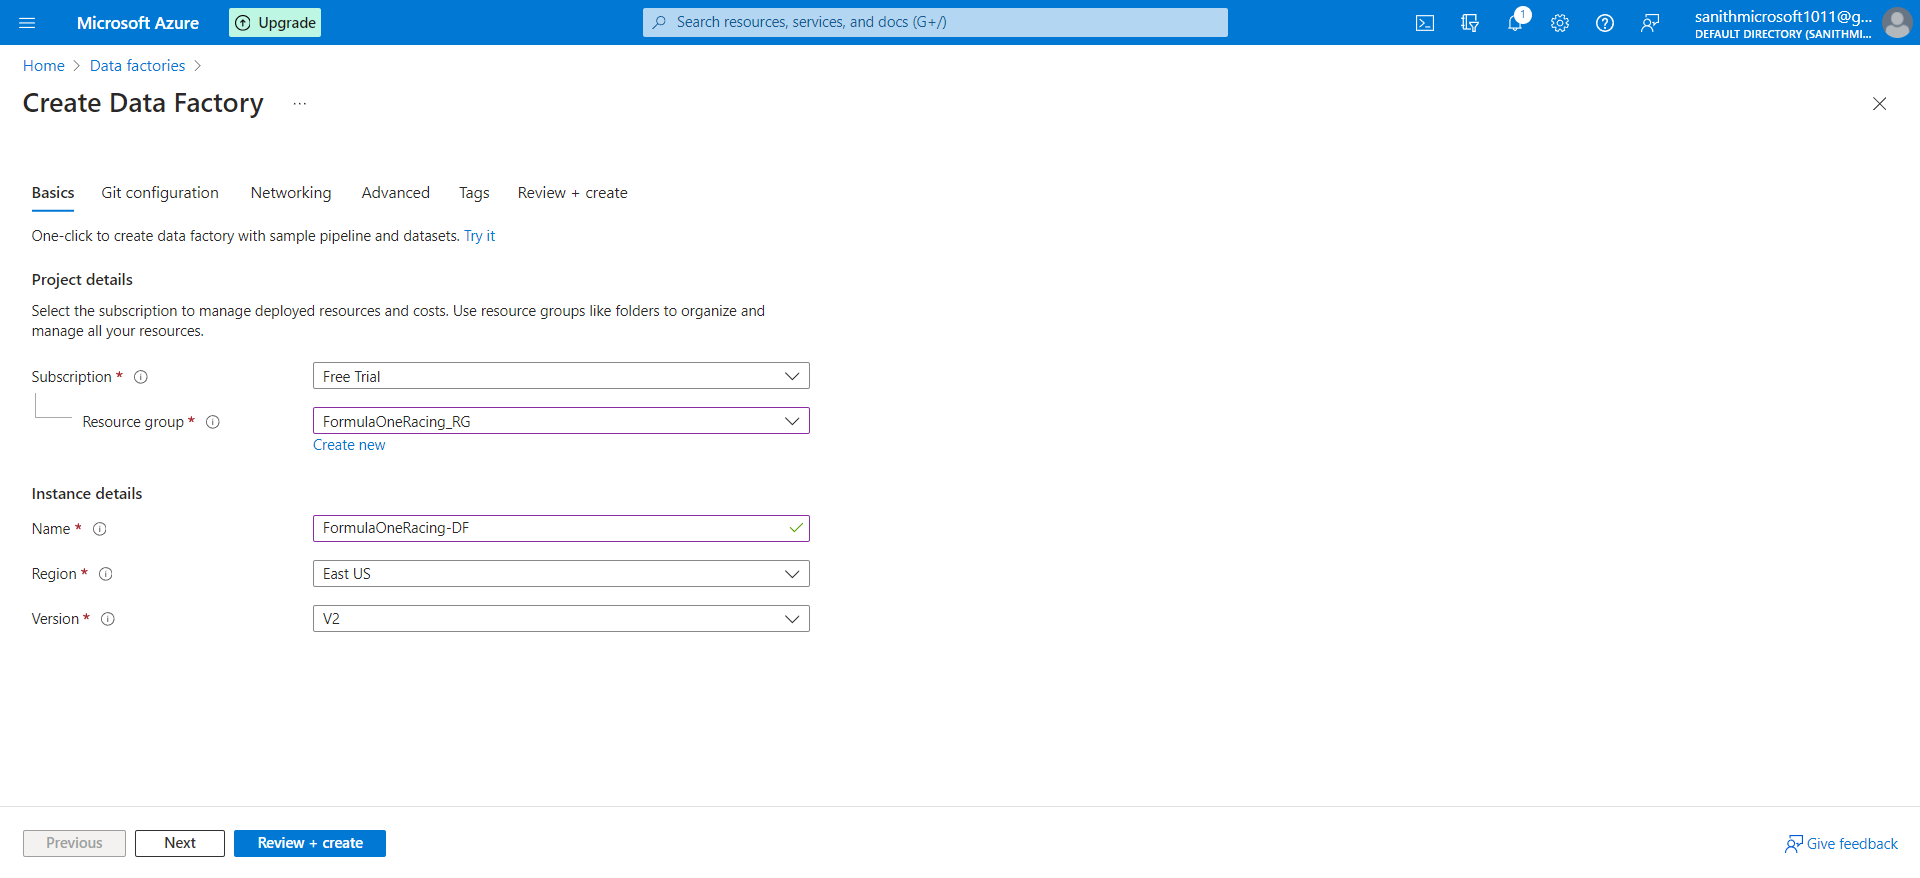 Microsoft Azure
Upgrade
Search resources, services, and docs (G+/)
1
sanithmicrosoft1011@g...
DEFAULT DIRECTORY (SANITHMI...
Home > Data factories >
Create Data Factory ...
Basics Git configuration Networking Advanced Tags Review + create
One-click to create data factory with sample pipeline and datasets. Try it
Project details
Select the subscription to manage deployed resources and costs. Use resource groups like folders to organize and
manage all your resources.
Subscription * Free Trial
Resource group * FormulaOneRacing_RG
Create new
Instance details
Name * FormulaOneRacing-DF
Region * East US
Version * V2
Previous Next Review + create Give feedback